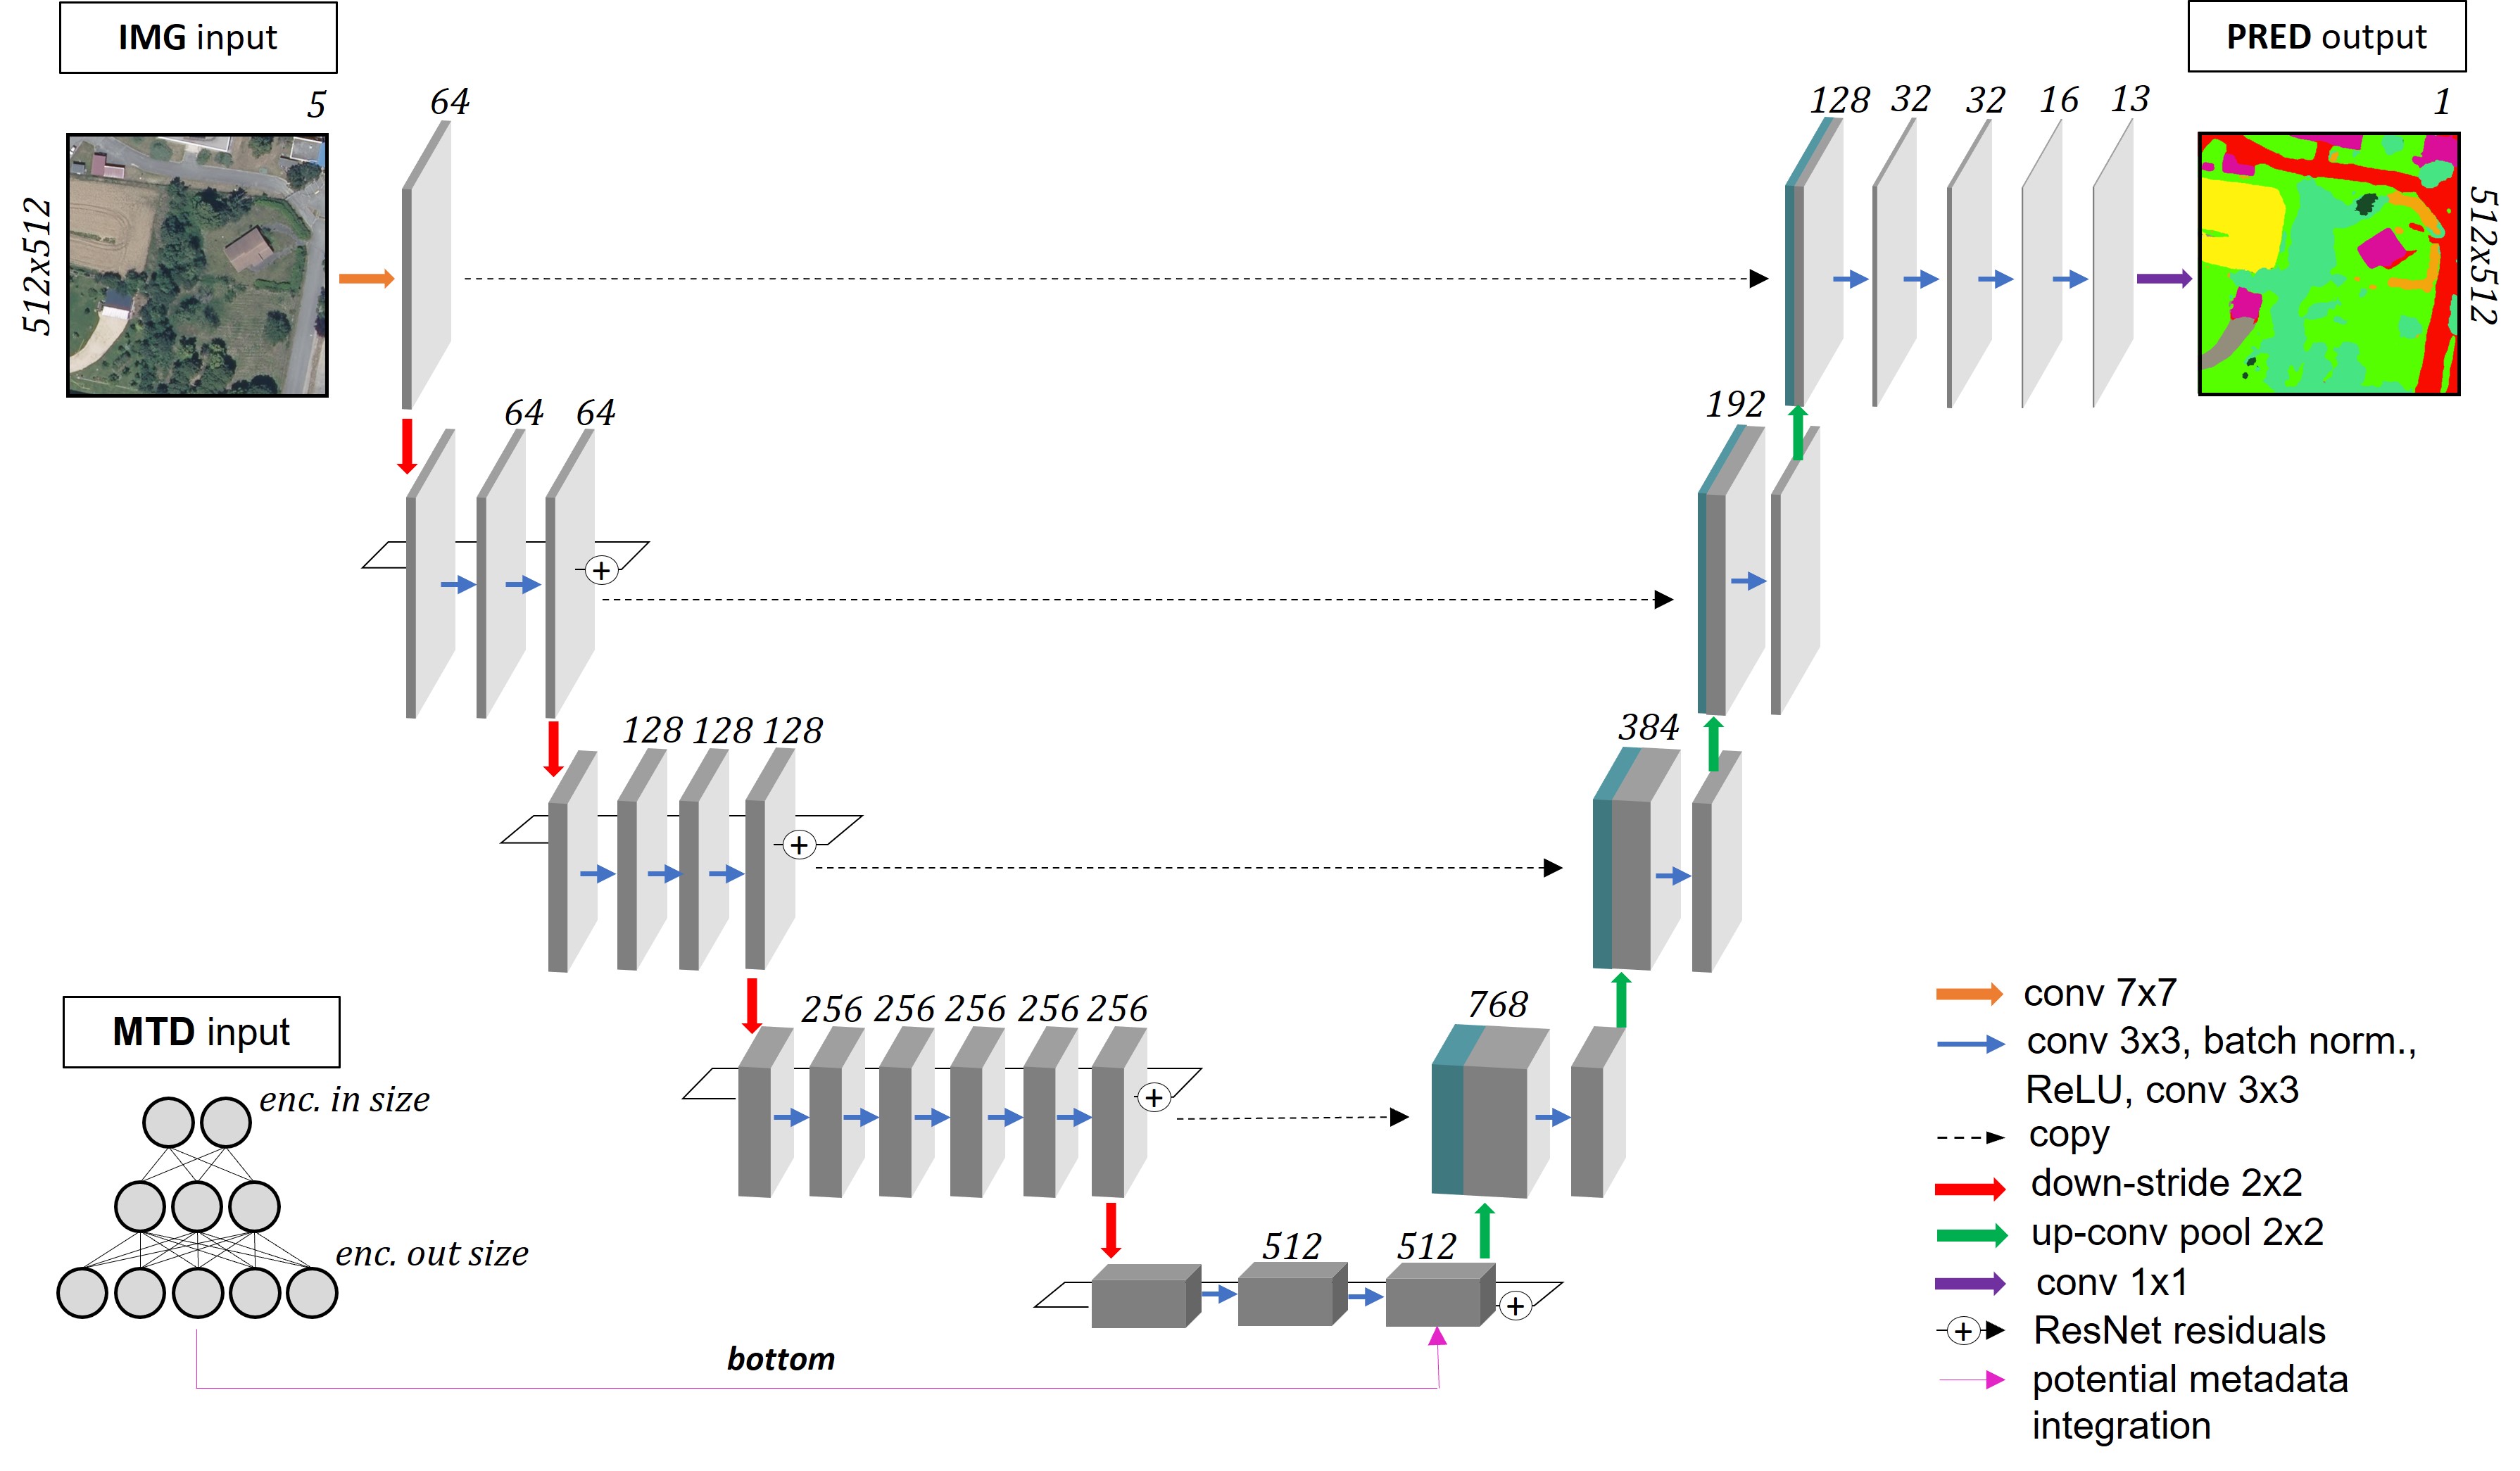 IMG input
PRED output
5
64
128 32 32 16 13
1
512x512
512x512
64 64
192
128 128 128
384
MTD input
256 256 256 256 256
768
enc. in size
enc. out size
512 512
bottom
conv 7x7
conv 3x3, batch norm.,
ReLU, conv 3x3
copy
down-stride 2x2
up-conv pool 2x2
conv 1x1
ResNet residuals
potential metadata
integration